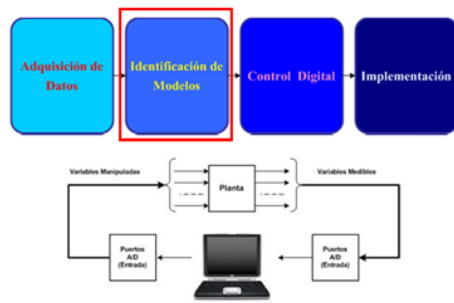 Adquisición de
Datos
Identificación de
Modelos
Control Digital
Implementación
Variables Manipuladas
Planta
Variables Medibles
Puertos
A/D
(Entrada)
Puertos
A/D
(Entrada)